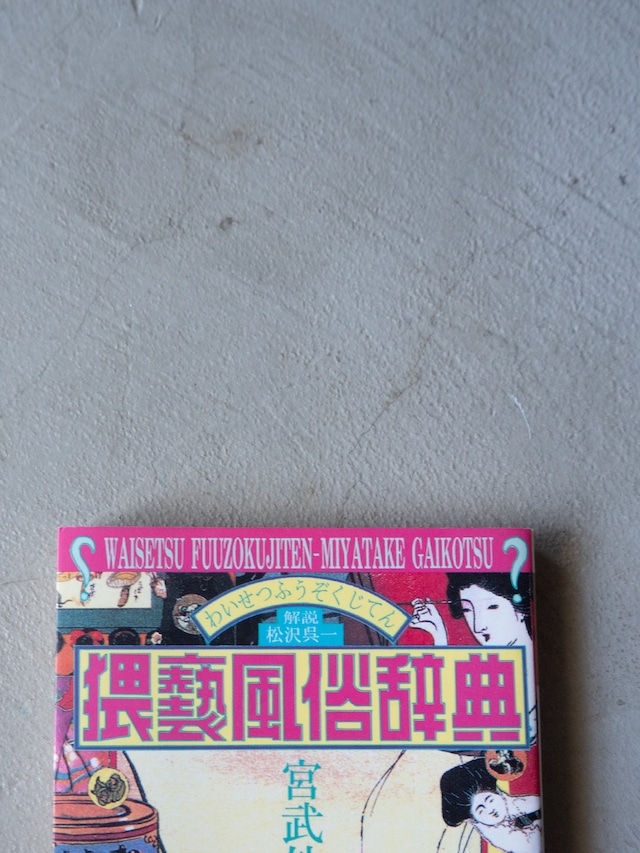 WAISETSU FUUZOKUJITEN-MIYATAKE GAIKOTSU
わいせつふうぞくじてん
解説
松沢呉一
猥褻風俗辞典
宮武